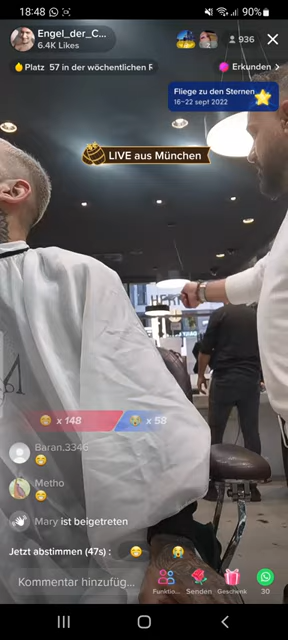 18:48
90%
Engel_der_C...
6.4K Likes
936
Platz 57 in der wöchentlichen R
Erkunden >
Fliege zu den Sternen
16~22 sept 2022
LIVE aus München
x 148
x 58
Baran.3346
Metho
Mary ist beigetreten
Jetzt abstimmen (47s) :
Kommentar hinzufüg...
Funktio...
Senden
Geschenk
30